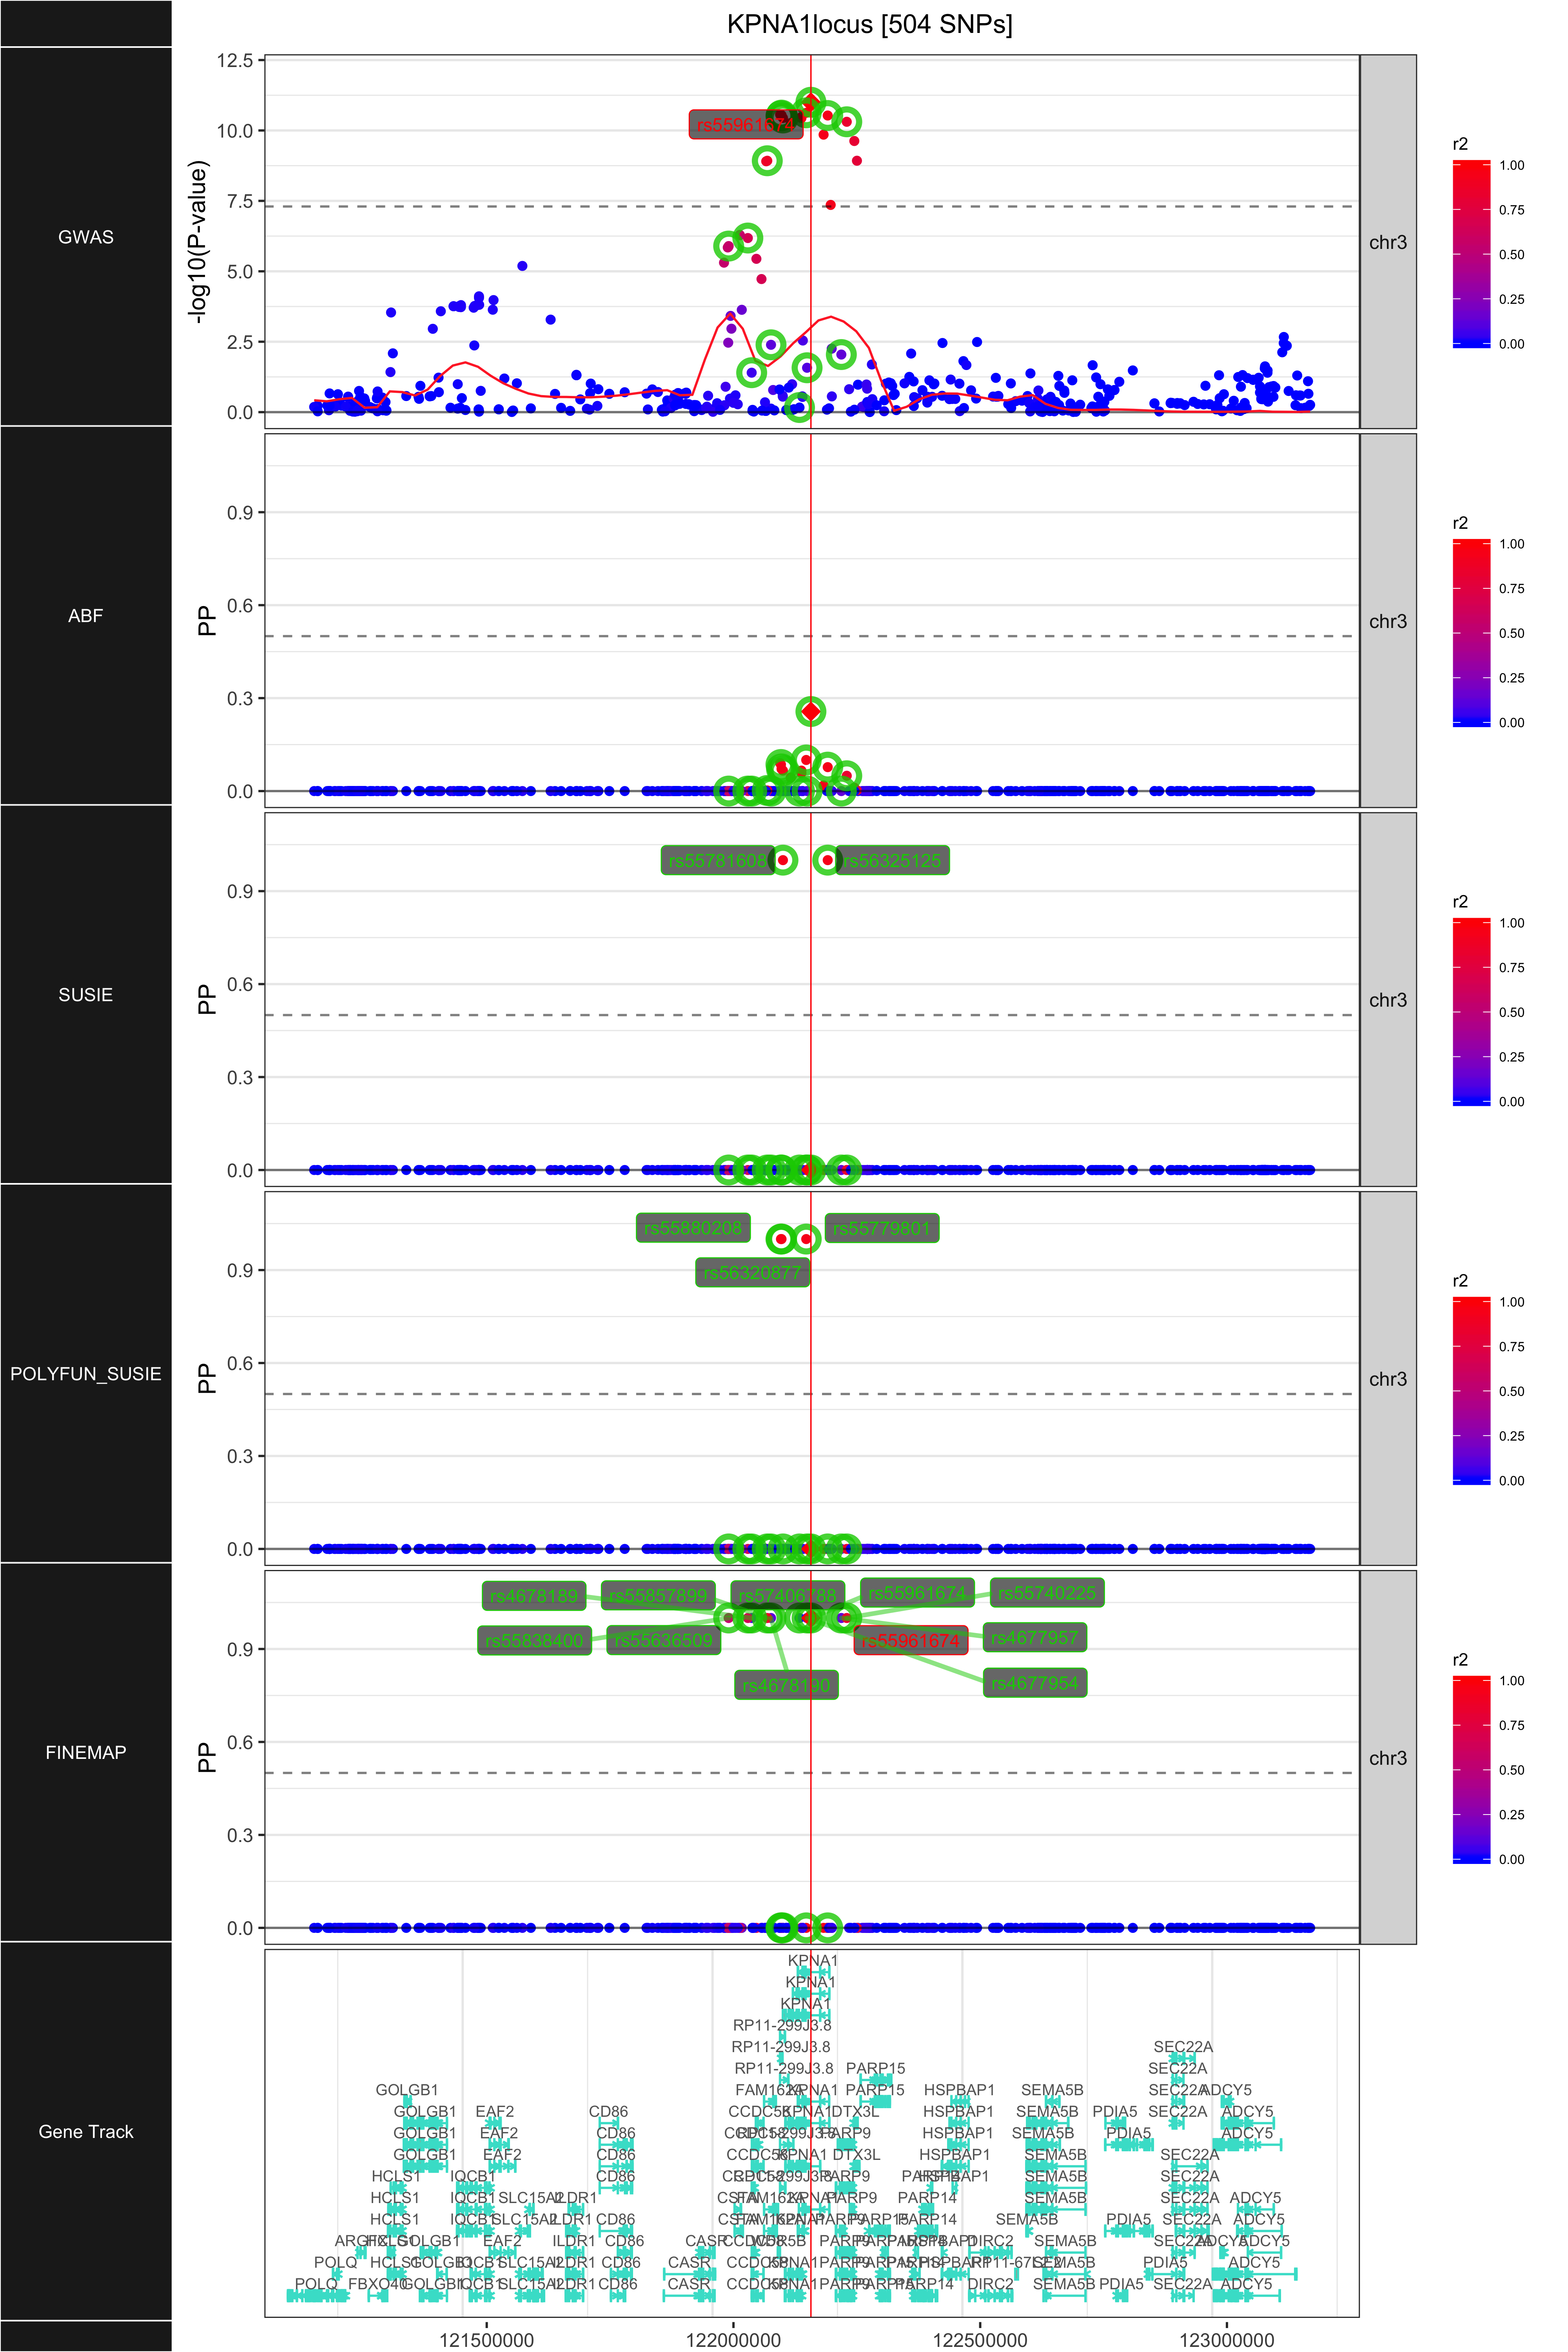 KPNA1locus [504 SNPs]
GWAS
-log10(P-value)
12.5
10.0
7.5
5.0
2.5
0.0
rs55961674
chr3
r2
1.00
0.75
0.50
0.25
0.00
ABF
PP
0.9
0.6
0.3
0.0
chr3
r2
1.00
0.75
0.50
0.25
0.00
SUSIE
PP
0.9
0.6
0.3
0.0
rs55781608
rs56325125
chr3
r2
1.00
0.75
0.50
0.25
0.00
POLYFUN_SUSIE
PP
0.9
0.6
0.3
0.0
rs55880208
rs55779801
rs56320877
chr3
r2
1.00
0.75
0.50
0.25
0.00
FINEMAP
PP
0.9
0.6
0.3
0.0
rs4678189 rs55857899 rs57406788 rs55961674 rs55740225
rs55838400 rs55636509 rs55961674 rs4677957
rs4678190 rs4677954
chr3
r2
1.00
0.75
0.50
0.25
0.00
Gene Track
KPNA1
KPNA1
KPNA1
RP11-299J3.8
RP11-299J3.8 SEC22A
RP11-299J3.8 PARP15 SEC22A
GOLGB1 FAM162A KPNA1 PARP15 HSPBAP1 SEMA5B SEC22A ADCY5
GOLGB1 EAF2 CD86 CCDC58 KPNA1 DTX3L HSPBAP1 SEMA5B PDIA5 SEC22A ADCY5
GOLGB1 EAF2 CD86 CCDC58 RP11-299J3.8 PARP9 HSPBAP1 SEMA5B PDIA5 ADCY5
GOLGB1 EAF2 CD86 CCDC58 KPNA1 DTX3L HSPBAP1 SEMA5B SEC22A
HCLS1 IQCB1 CD86 CCDC58 RP11-299J3.8 PARP9 PARP14 HSPBAP1 SEMA5B SEC22A
HCLS1 IQCB1 SLC15A2 ILDR1 CSTA FAM162A KPNA1 PARP9 PARP14 SEMA5B SEC22A ADCY5
HCLS1 IQCB1 SLC15A2 ILDR1 CD86 CSTA FAM162A KPNA1 PARP9 PARP15 PARP14 SEMA5B PDIA5 SEC22A ADCY5
HCLS1 GOLGB1 EAF2 ILDR1 CD86 CASR CCDC58 WDR5B PARP9 PARP15 HSPBAP1 DIRC2 SEMA5B SEC22A ADCY5 ADCY5
POLQ HCLS1 GOLGB1 IQCB1 SLC15A2 ILDR1 CD86 CASR CCDC58 KPNA1 PARP9 PARP15 PARP14 HSPBAP1 SEMA5B PDIA5 SEC22A ADCY5
POLQ FBXO40 GOLGB1 IQCB1 SLC15A2 ILDR1 CD86 CASR CCDC58 KPNA1 PARP9 PARP15 PARP14 DIRC2 SEMA5B PDIA5 SEC22A ADCY5
121500000 122000000 122500000 123000000